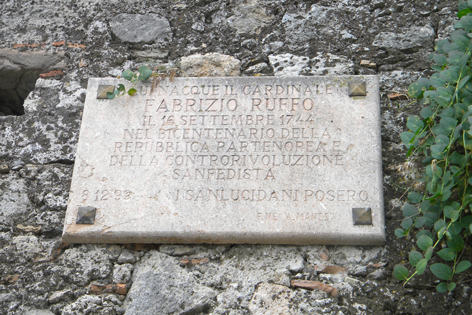 QUI NACQUE IL CARDINALE
FABRIZIO RUFFO
IL 16 SETTEMBRE 1744
NEL BICENTENARIO DELLA
REPUBBLICA PARTENOPEA E
DELLA CONTRORIVOLUZIONE
SANFEDISTA
I SANLUCIDANI POSERO